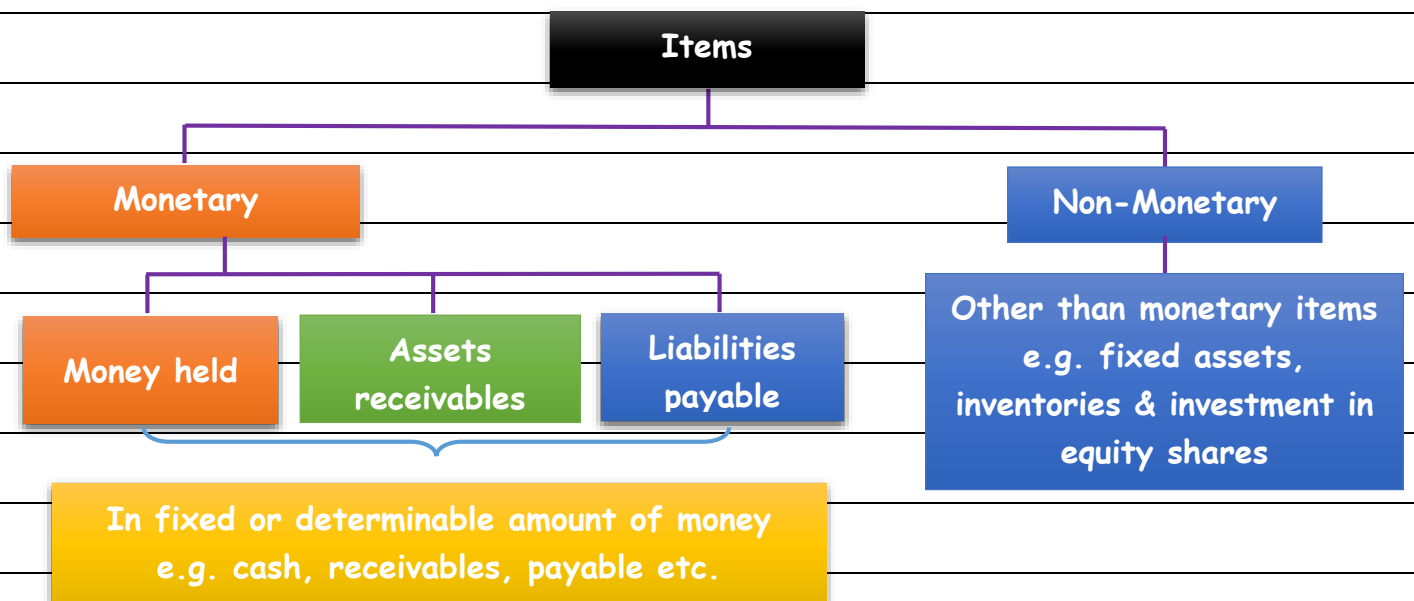 Items
Monetary
Non-Monetary
Money held
Assets
receivables
Liabilities
payable
Other than monetary items
e.g. fixed assets,
inventories & investment in
equity shares
In fixed or determinable amount of money
e.g. cash, receivables, payable etc.